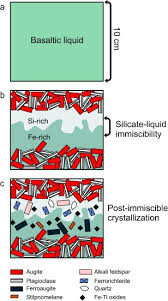 a
Basaltic liquid
10 cm
b
Si-rich
Fe-rich
Silicate-liquid
immiscibility
c
Post-immiscible
crystallization
Augite
Alkali feldspar
Plagioclase
Ferrorichterite
Ferroaugite
Quartz
Stilpnomelane
Fe-Ti oxides